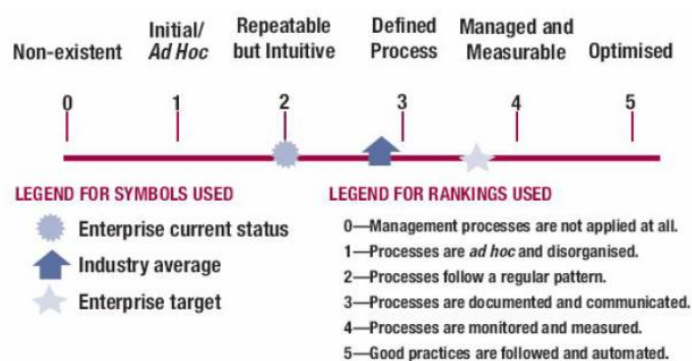 Non-existent
Initial/
Ad Hoc
Repeatable
but Intuitive
Defined
Process
Managed and
Measurable
Optimised
0 1 2 3 4 5
LEGEND FOR SYMBOLS USED
Enterprise current status
Industry average
Enterprise target
LEGEND FOR RANKINGS USED
0—Management processes are not applied at all.
1—Processes are ad hoc and disorganised.
2—Processes follow a regular pattern.
3—Processes are documented and communicated.
4—Processes are monitored and measured.
5—Good practices are followed and automated.